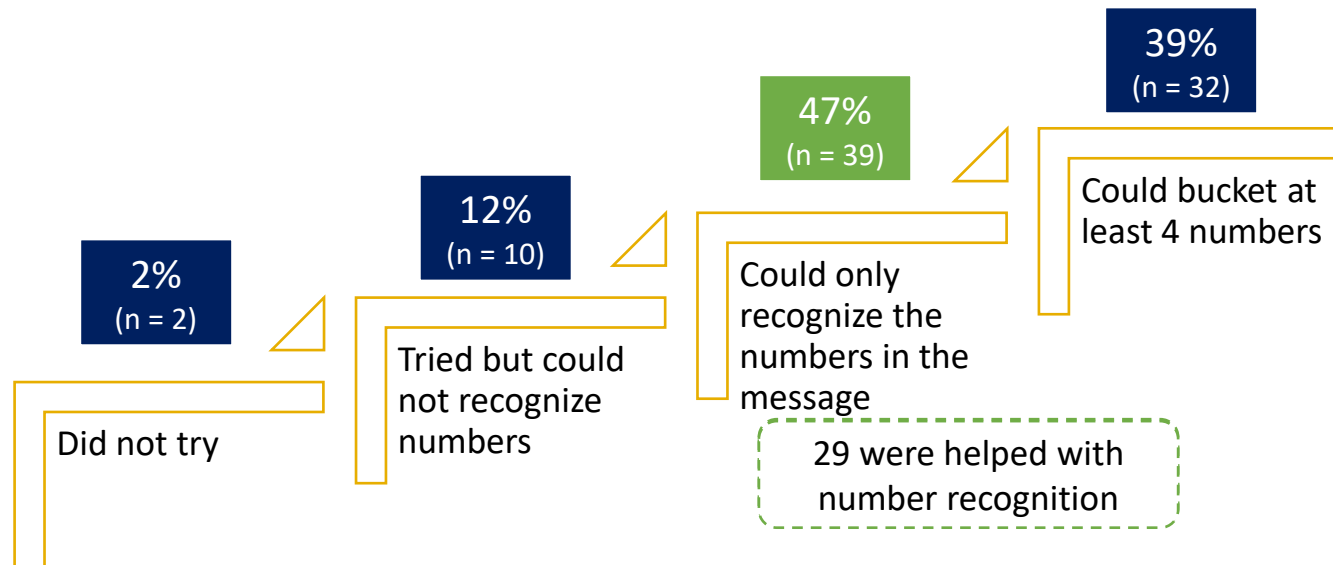 2%
(n = 2)
Did not try
12%
(n = 10)
Tried but could
not recognize
numbers
47%
(n = 39)
Could only
recognize the
numbers in the
message
29 were helped with
number recognition
39%
(n = 32)
Could bucket at
least 4 numbers